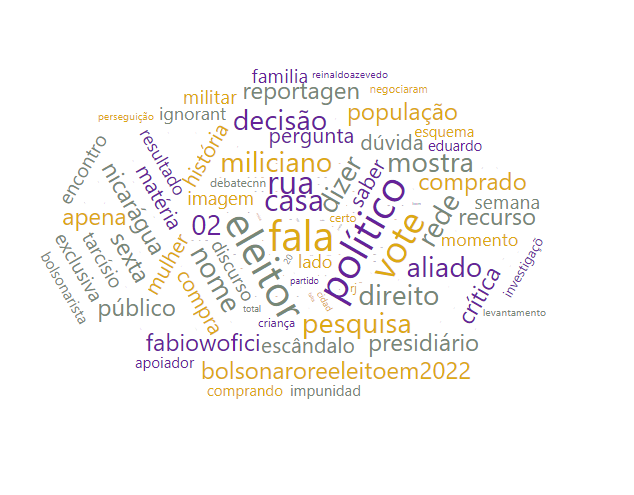 familia
reinaldoazevedo
militar
reportagen
negociaram
perseguição
ignorant
decisão
população
pergunta
esquema
dúvida
eduardo
resultado
história
encontro
nicarágua
matéria
miliciano
debatecnn
imagem
rua
casa
dizer
saber
mostra
comprado
semana
recurso
apena
02
eleitor
fala
certo
político
vote
rede
momento
exclusiva
tarcísio
sexta
mulher
discurso
lado
20
aliado
crítica
investigaçõ
bolsonarista
nome
compra
partido
cidad
rj
direito
público
total
criança
pesquisa
levantamento
fabiowofici
escândalo
presidiário
apoiador
bolsonaroreeleitoem2022
comprando
impunidad